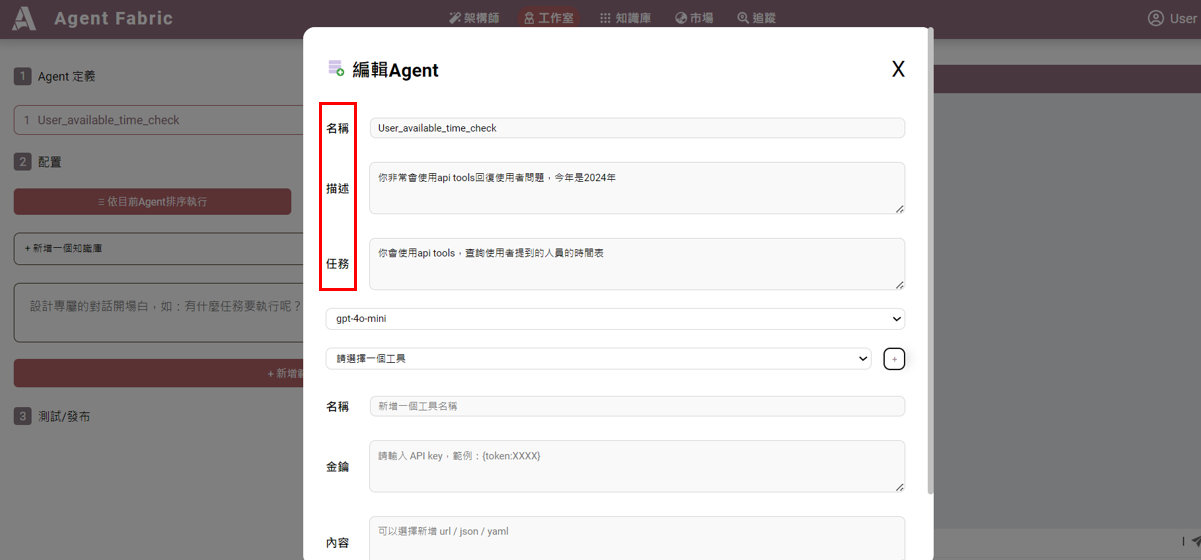 Agent Fabric
架構師
工作室
知識庫
市場
追蹤
User
1 Agent 定義
1 User_available_time_check
2 配置
依目前Agent排序執行
+ 新增一個知識庫
設計專屬的對話開場白，如：有什麼任務要執行呢？
+ 新增
3 測試/發布
編輯Agent
X
名稱
User_available_time_check
描述
你非常會使用api tools回復使用者問題，今年是2024年
任務
你會使用api tools，查詢使用者提到的人員的時間表
gpt-4o-mini
請選擇一個工具
+
名稱
新增一個工具名稱
金鑰
請輸入 API key，範例：{token:XXXX}
內容
可以選擇新增 url / json / yaml